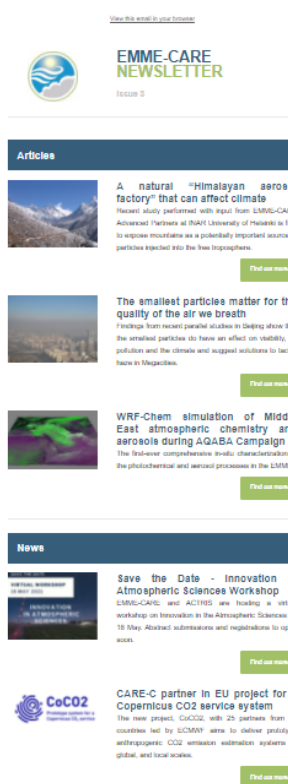 View this email in your browser
EMME-CARE
NEWSLETTER
Articles
A natural "Himalayan aeros
factory" that can affect climate
Recent study performed with input from EMME-CAR
Advanced Partners at INAR University of Helsinki is fi
to expose mountains as a potentially important source
particles injected into the free troposphere.
Find out more
The smallest particles matter for th
quality of the air we breath
Findings from recent parallel studies in Beijing show th
the smallest particles do have an effect on visibility,
pollution and the climate and suggest solutions to tac
haze in Megacities.
Find out more
WRF-Chem simulation of Midd
East atmospheric chemistry an
aerosols during AQABA Campaign
The first-ever comprehensive in-situ characterization
the photochemical and aerosol processes in the EMM
Find out more
News
VIRTUAL WORKSHOP
18 MAY 2021
INNOVATION
IN ATMOSPHERIC
SCIENCES
Save the Date - Innovation
Atmospheric Sciences Workshop
EMME-CARE and ACTRIS are hosting a virt
workshop on Innovation in the Atmospheric Sciences
18 May. Abstract submissions and registrations to op
soon.
Find out more
CoCO2
Prototype system for a
Copernicus CO2 service
CARE-C partner in EU project for
Copernicus CO2 service system
The new project, CoCO2, with 25 partners from
countries led by ECMWF aims to deliver prototy
anthropogenic CO2 emission estimation systems
global, and local scales.
Find out more